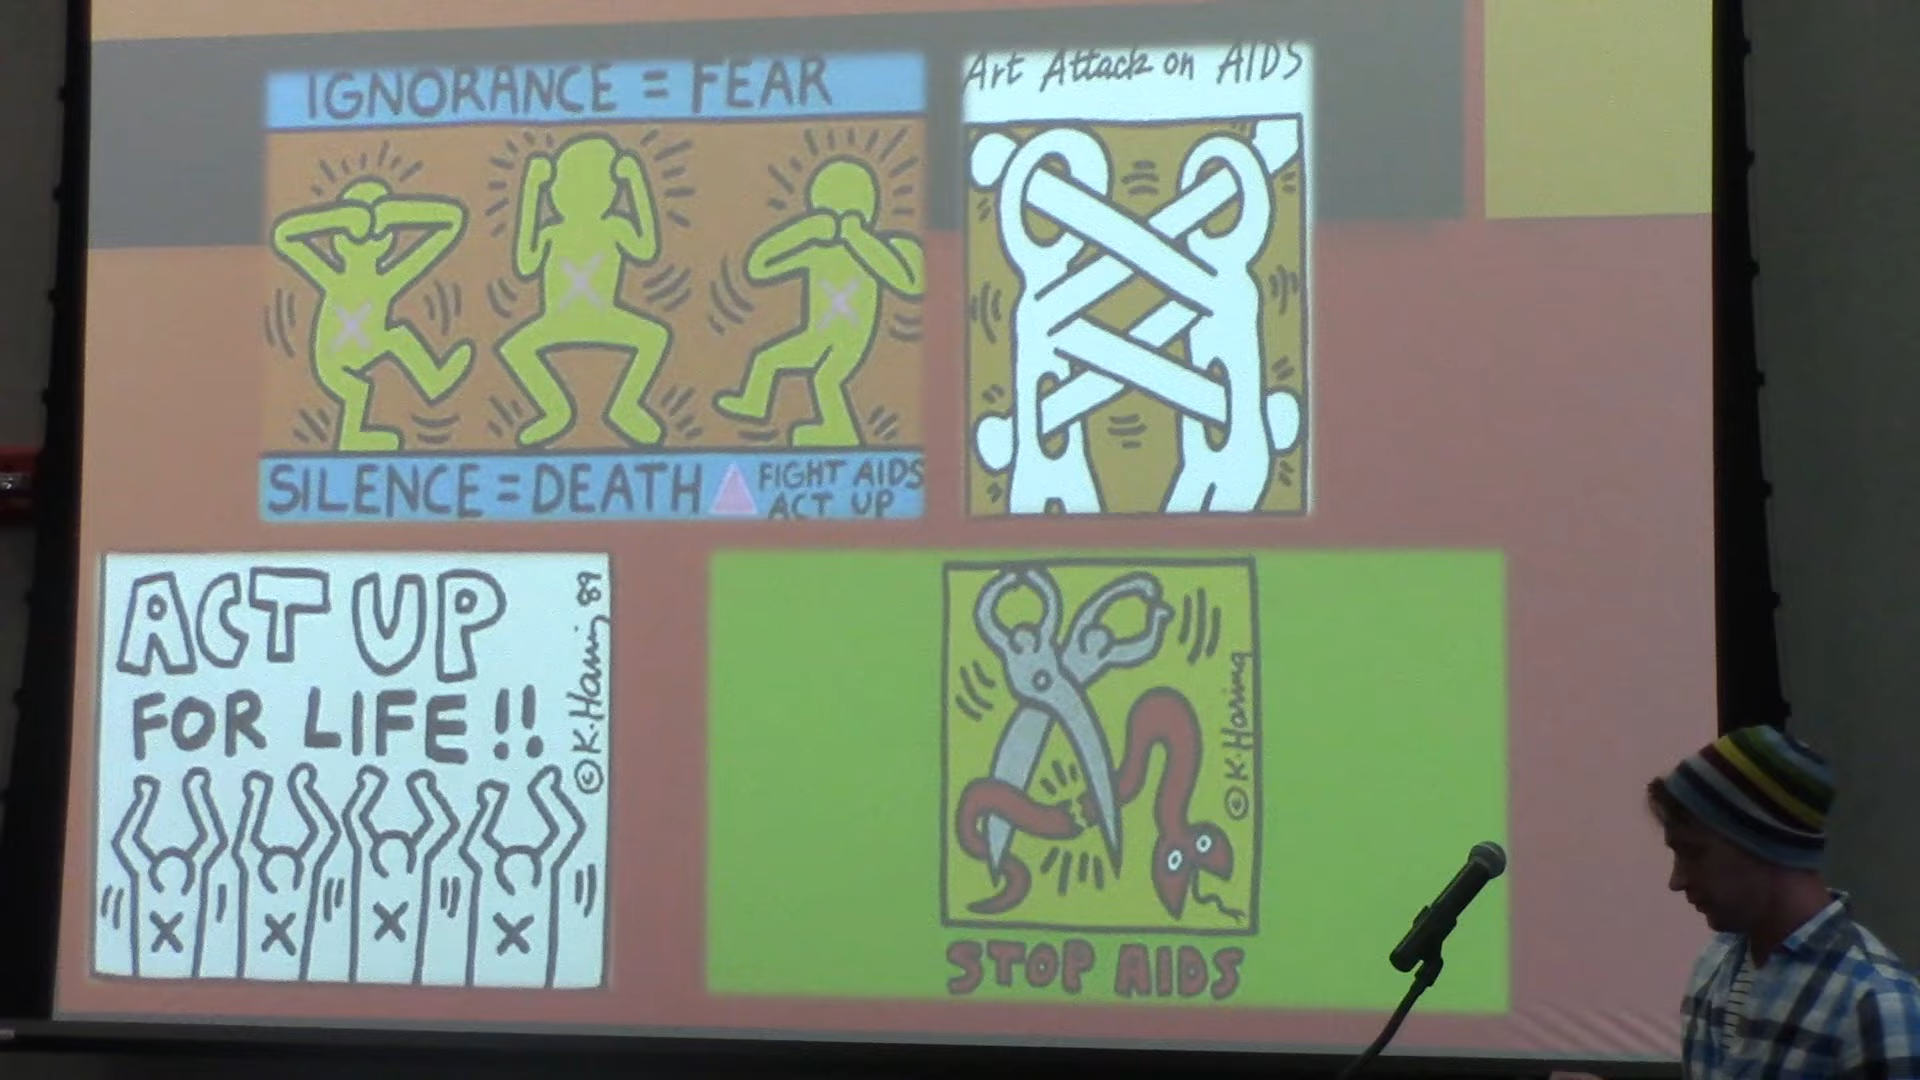 IGNORANCE = FEAR
SILENCE = DEATH
FIGHT AIDS
ACT UP
Art Attack on AIDS
ACT UP
FOR LIFE!!
© K. Haring 89
© K. Haring
STOP AIDS